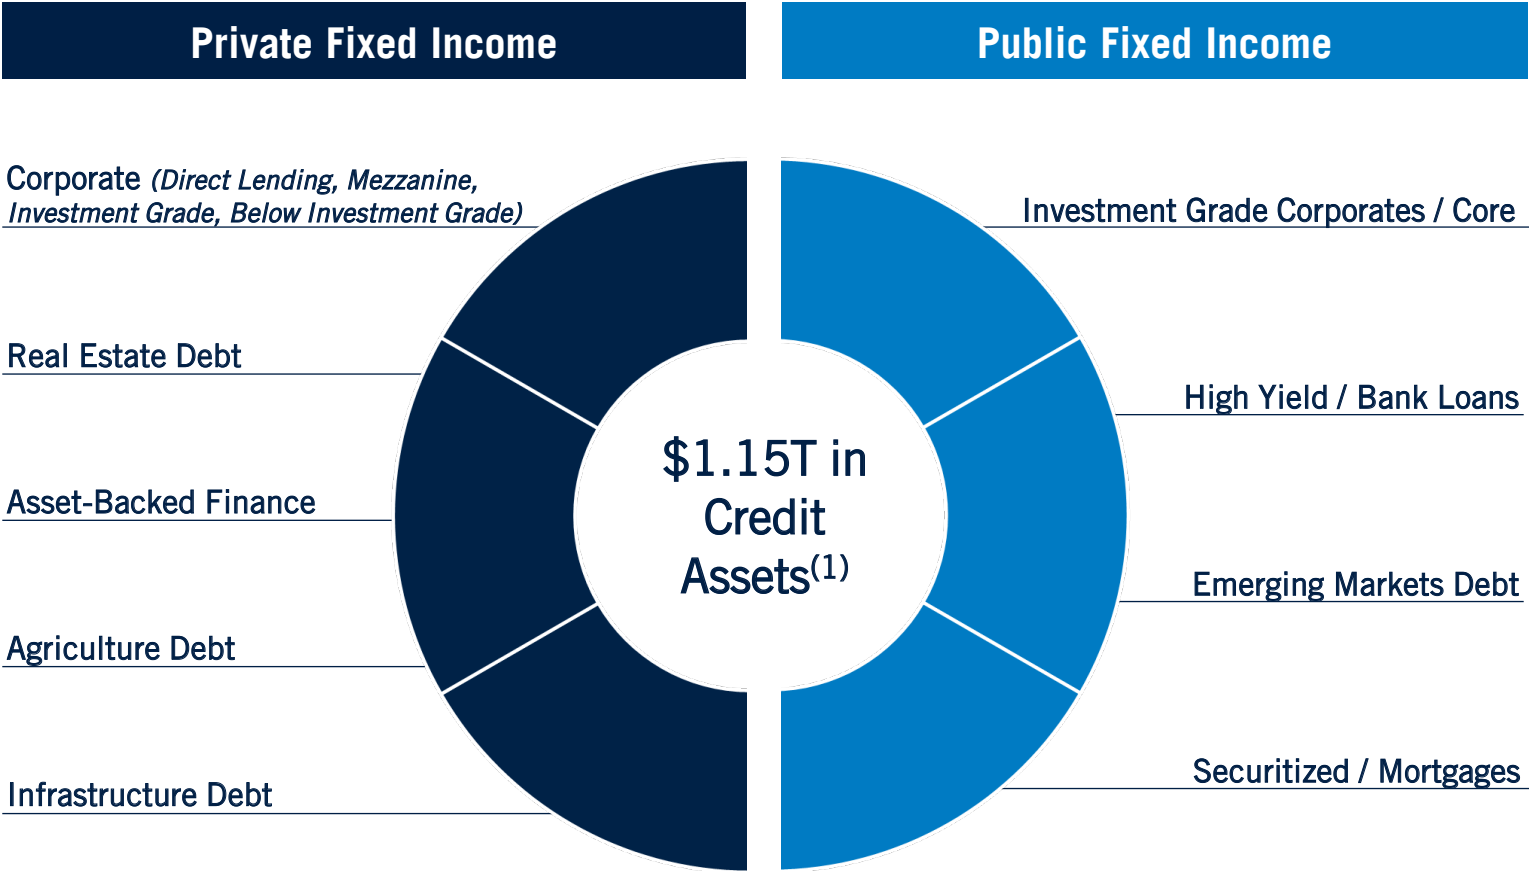 Private Fixed Income
Corporate (Direct Lending, Mezzanine,
Investment Grade, Below Investment Grade)
Real Estate Debt
Asset-Backed Finance
Agriculture Debt
Infrastructure Debt
$1.15T in
Credit
Assets(1)
Public Fixed Income
Investment Grade Corporates / Core
High Yield / Bank Loans
Emerging Markets Debt
Securitized / Mortgages